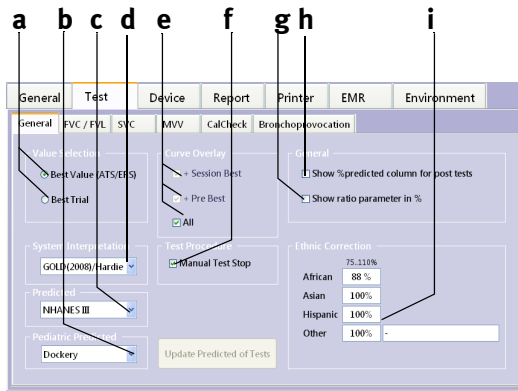 a b c d e f g h i
General Test Device Report Printer EMR Environment
General FVC / FVL SVC MVV CalCheck Bronchoprovocation
Value Selection Curve Overlay General
Best Value (ATS/ERS) + Session Best Show %predicted column for post tests
Best Trial + Pre Best Show ratio parameter in %
All
System Interpretation Test Procedure Ethnic Correction
GOLD(2008)/Hardie Manual Test Stop 75..110%
African 88 %
Predicted Asian 100%
NHANES III Hispanic 100%
Pediatric Predicted Other 100% -
Dockery Update Predicted of Tests